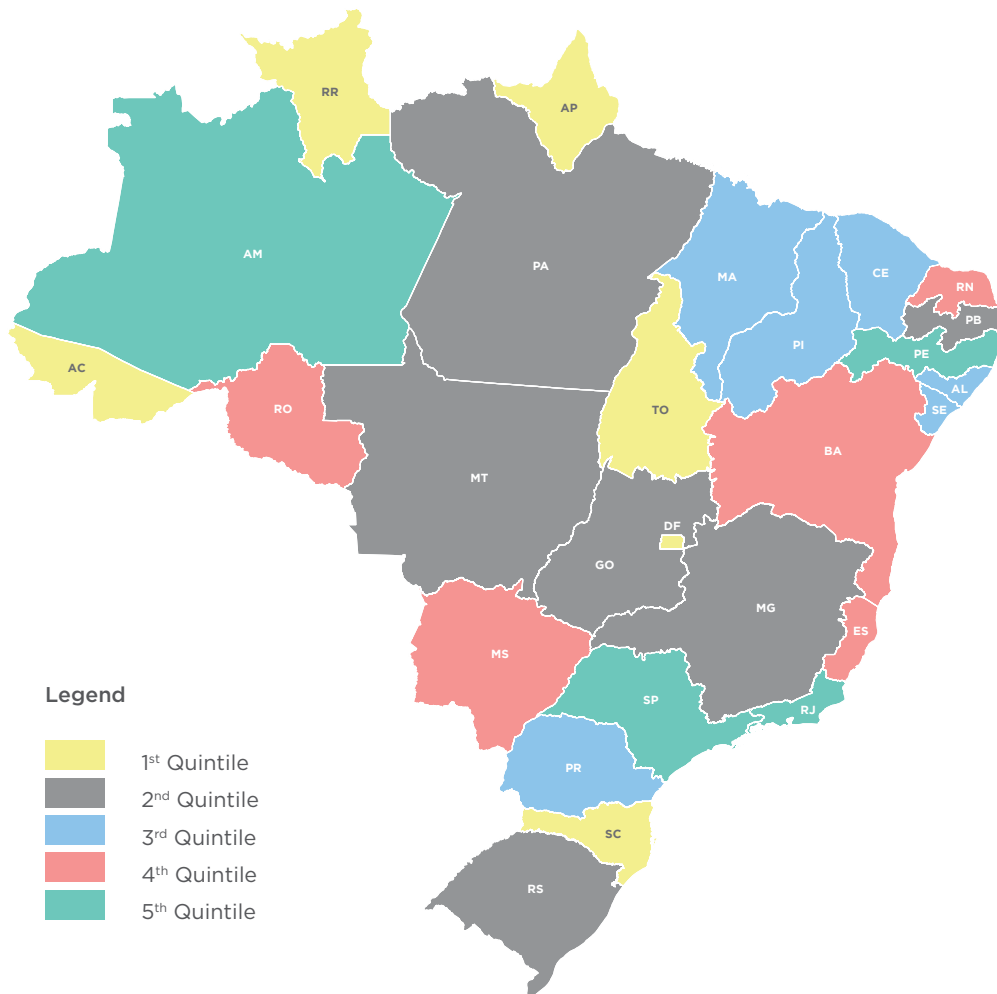 RR
AP
AM
PA
MA
CE
RN
PB
PI
PE
AC
AL
RO
TO
SE
BA
MT
DF
GO
MG
ES
MS
SP
RJ
PR
SC
RS
Legend
1st Quintile
2nd Quintile
3rd Quintile
4th Quintile
5th Quintile